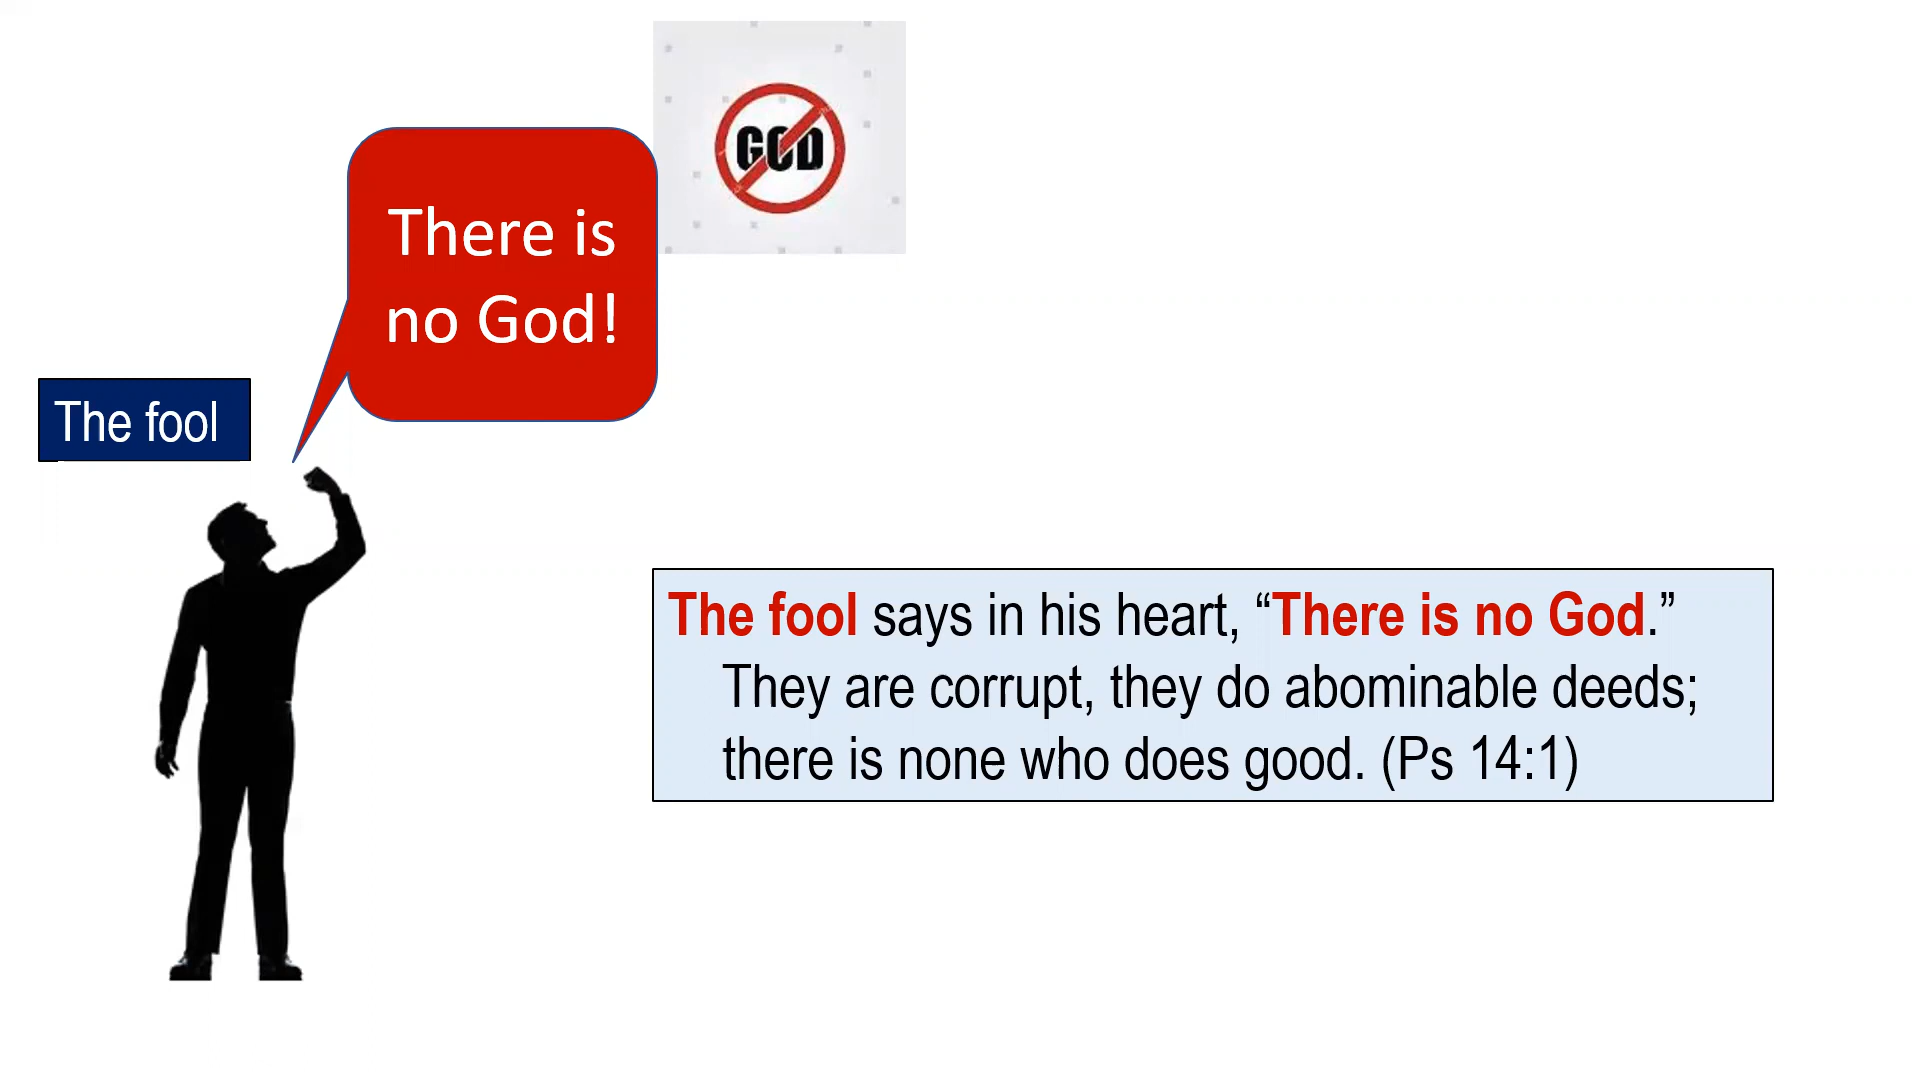 GOD
There is
no God!
The fool
The fool says in his heart, “There is no God.”
They are corrupt, they do abominable deeds;
there is none who does good. (Ps 14:1)